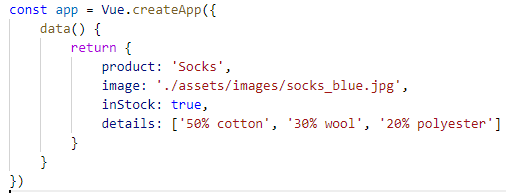 const app = Vue.createApp({
    data() {
        return {
            product: 'Socks',
            image: './assets/images/socks_blue.jpg',
            inStock: true,
            details: ['50% cotton', '30% wool', '20% polyester']
        }
    }
})